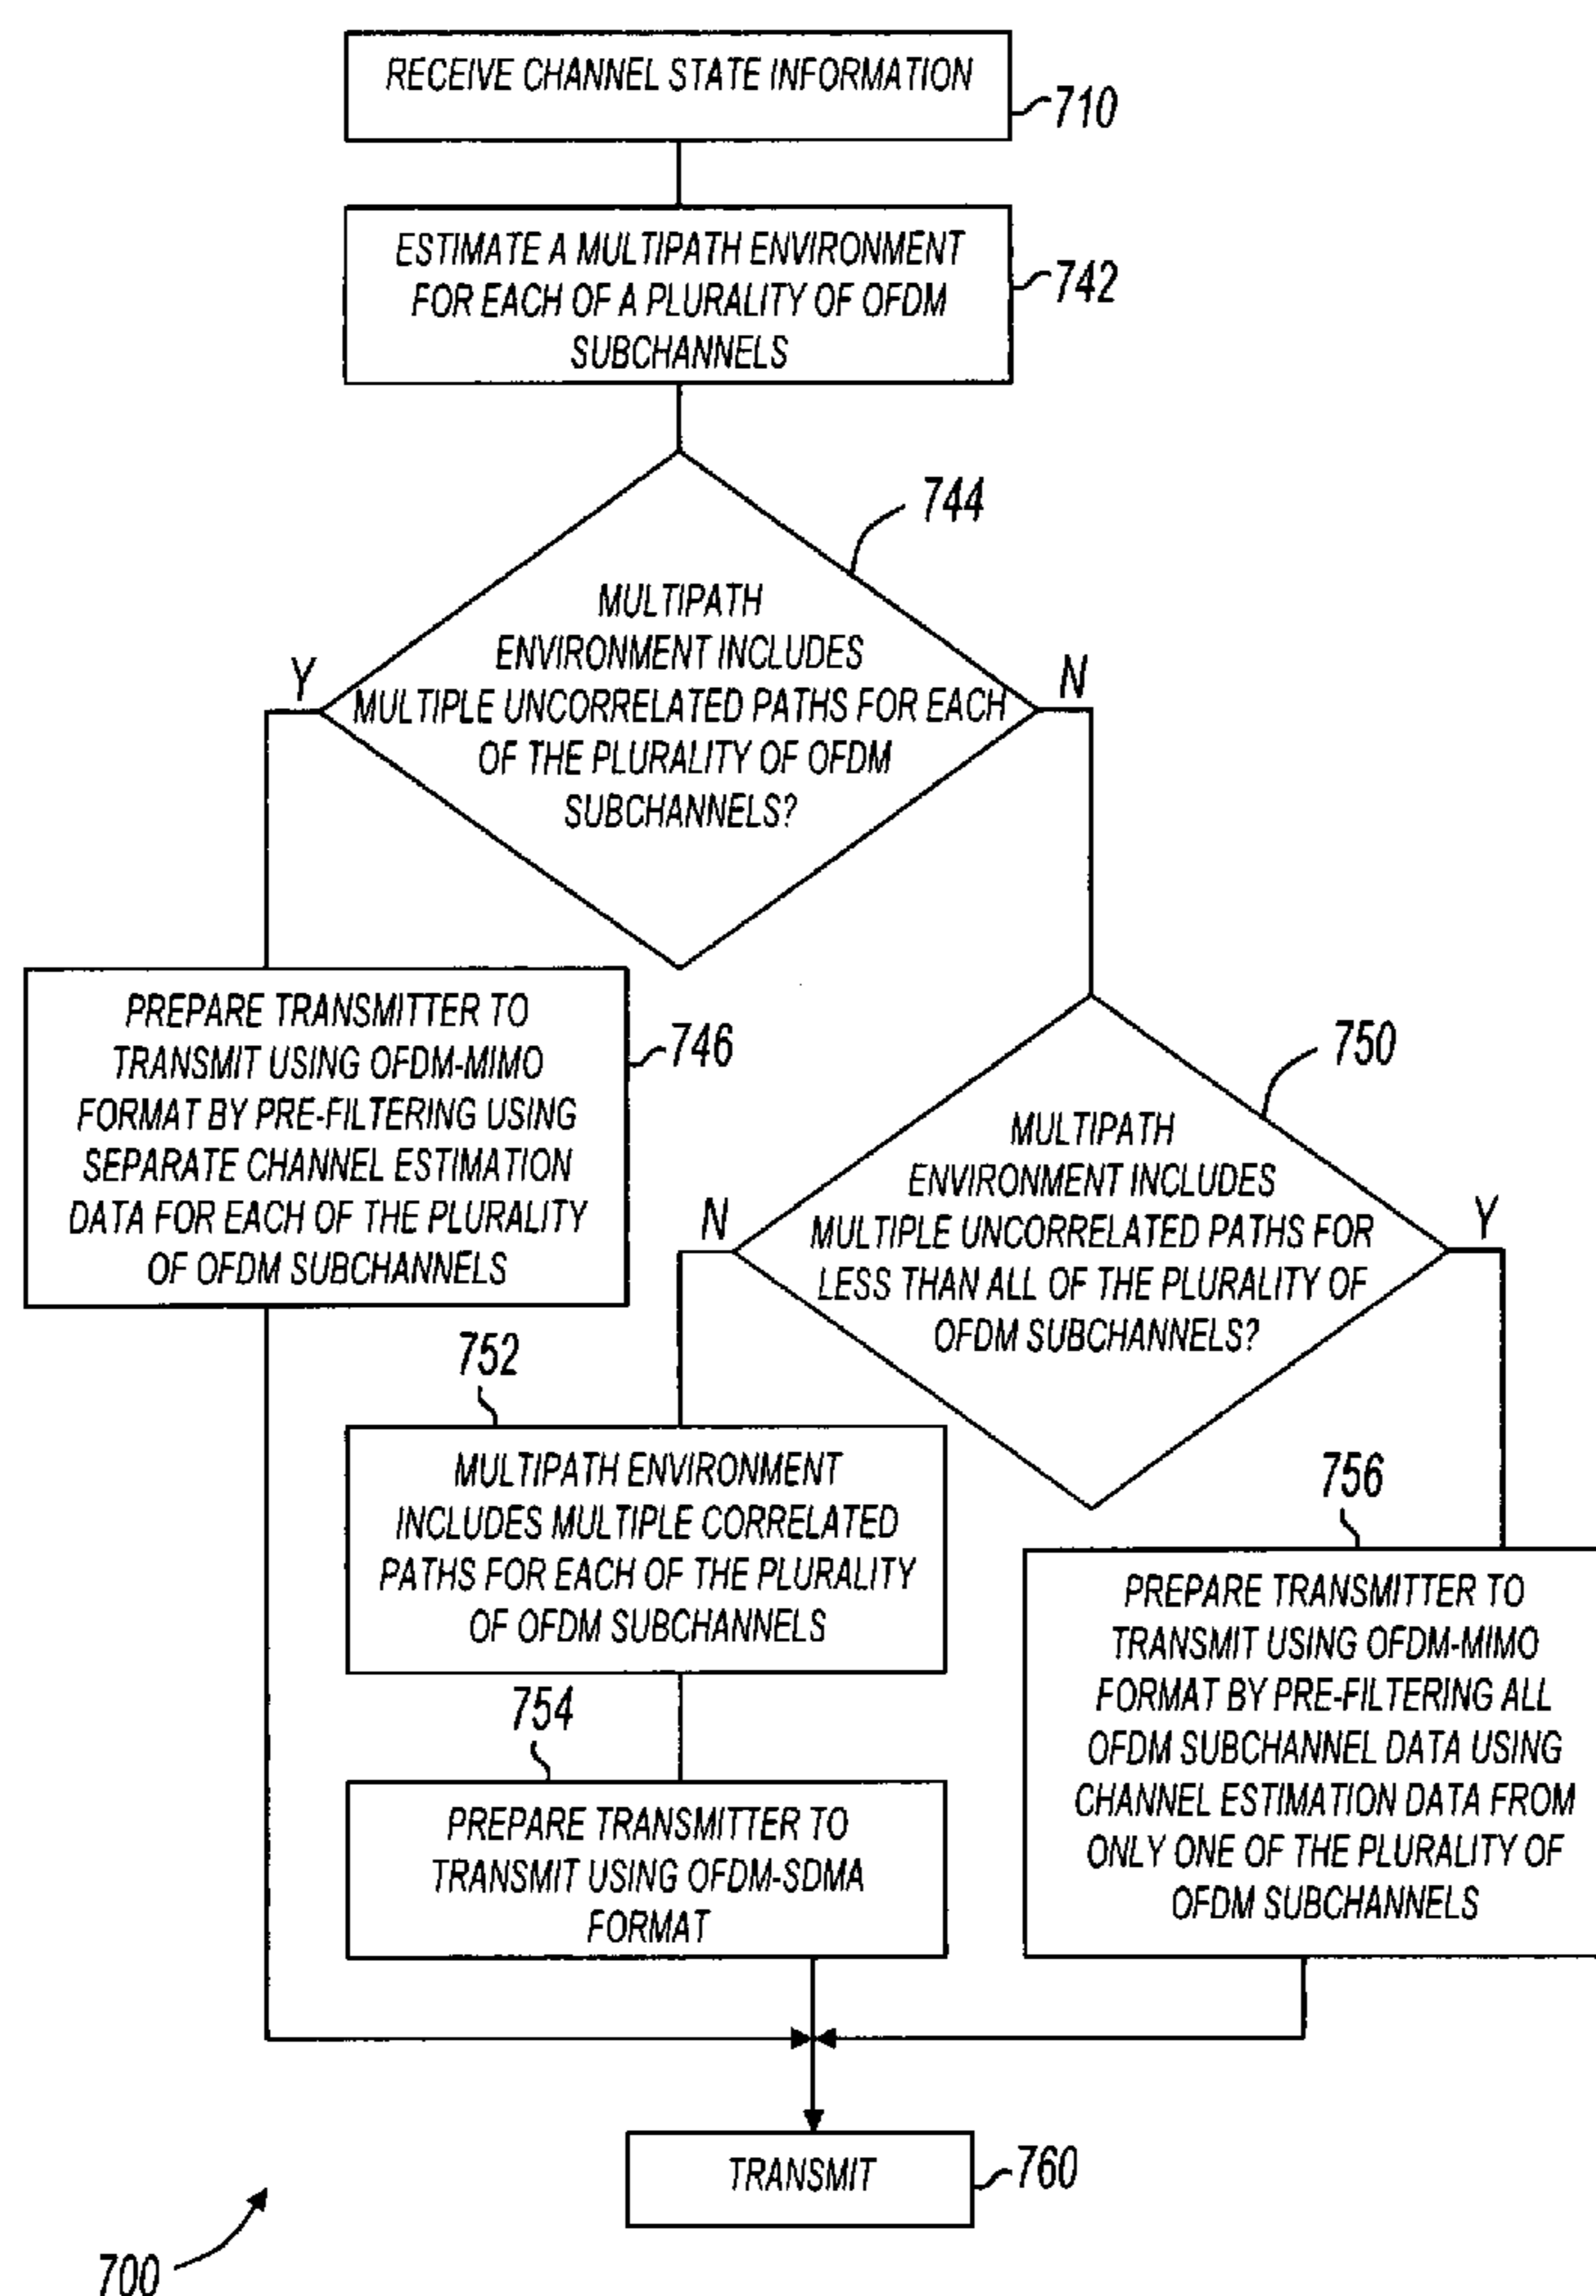 RECEIVE CHANNEL STATE INFORMATION
710
ESTIMATE A MULTIPATH ENVIRONMENT
FOR EACH OF A PLURALITY OF OFDM
SUBCHANNELS
742
744
MULTIPATH
ENVIRONMENT INCLUDES
MULTIPLE UNCORRELATED PATHS FOR EACH
OF THE PLURALITY OF OFDM
SUBCHANNELS?
Y
N
PREPARE TRANSMITTER TO
TRANSMIT USING OFDM-MIMO
FORMAT BY PRE-FILTERING USING
SEPARATE CHANNEL ESTIMATION
DATA FOR EACH OF THE PLURALITY
OF OFDM SUBCHANNELS
746
750
MULTIPATH
ENVIRONMENT INCLUDES
MULTIPLE UNCORRELATED PATHS FOR
LESS THAN ALL OF THE PLURALITY OF
OFDM SUBCHANNELS?
N
Y
752
MULTIPATH ENVIRONMENT
INCLUDES MULTIPLE CORRELATED
PATHS FOR EACH OF THE PLURALITY
OF OFDM SUBCHANNELS
754
PREPARE TRANSMITTER TO
TRANSMIT USING OFDM-SDMA
FORMAT
756
PREPARE TRANSMITTER TO
TRANSMIT USING OFDM-MIMO
FORMAT BY PRE-FILTERING ALL
OFDM SUBCHANNEL DATA USING
CHANNEL ESTIMATION DATA FROM
ONLY ONE OF THE PLURALITY OF
OFDM SUBCHANNELS
TRANSMIT
760
700